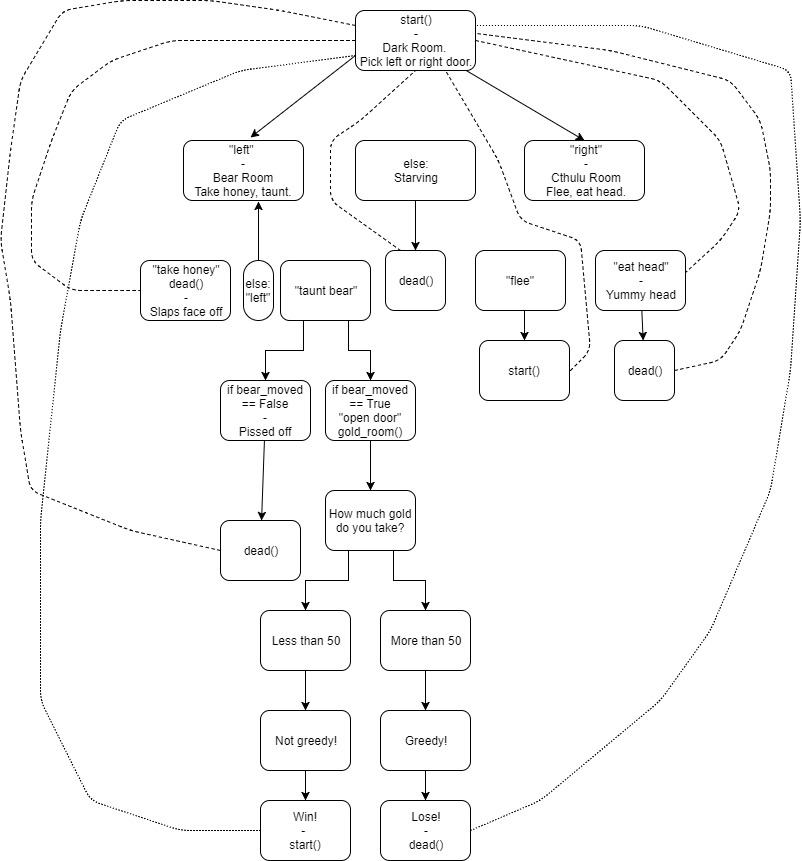 start()
-
Dark Room.
Pick left or right door.
"left"
-
Bear Room
Take honey, taunt.
else:
Starving
"right"
-
Cthulu Room
Flee, eat head.
"take honey"
dead()
-
Slaps face off
else:
"left"
"taunt bear"
dead()
"flee"
"eat head"
-
Yummy head
start()
dead()
if bear_moved
== False
-
Pissed off
if bear_moved
== True
"open door"
gold_room()
How much gold
do you take?
dead()
Less than 50
More than 50
Not greedy!
Greedy!
Win!
-
start()
Lose!
-
dead()